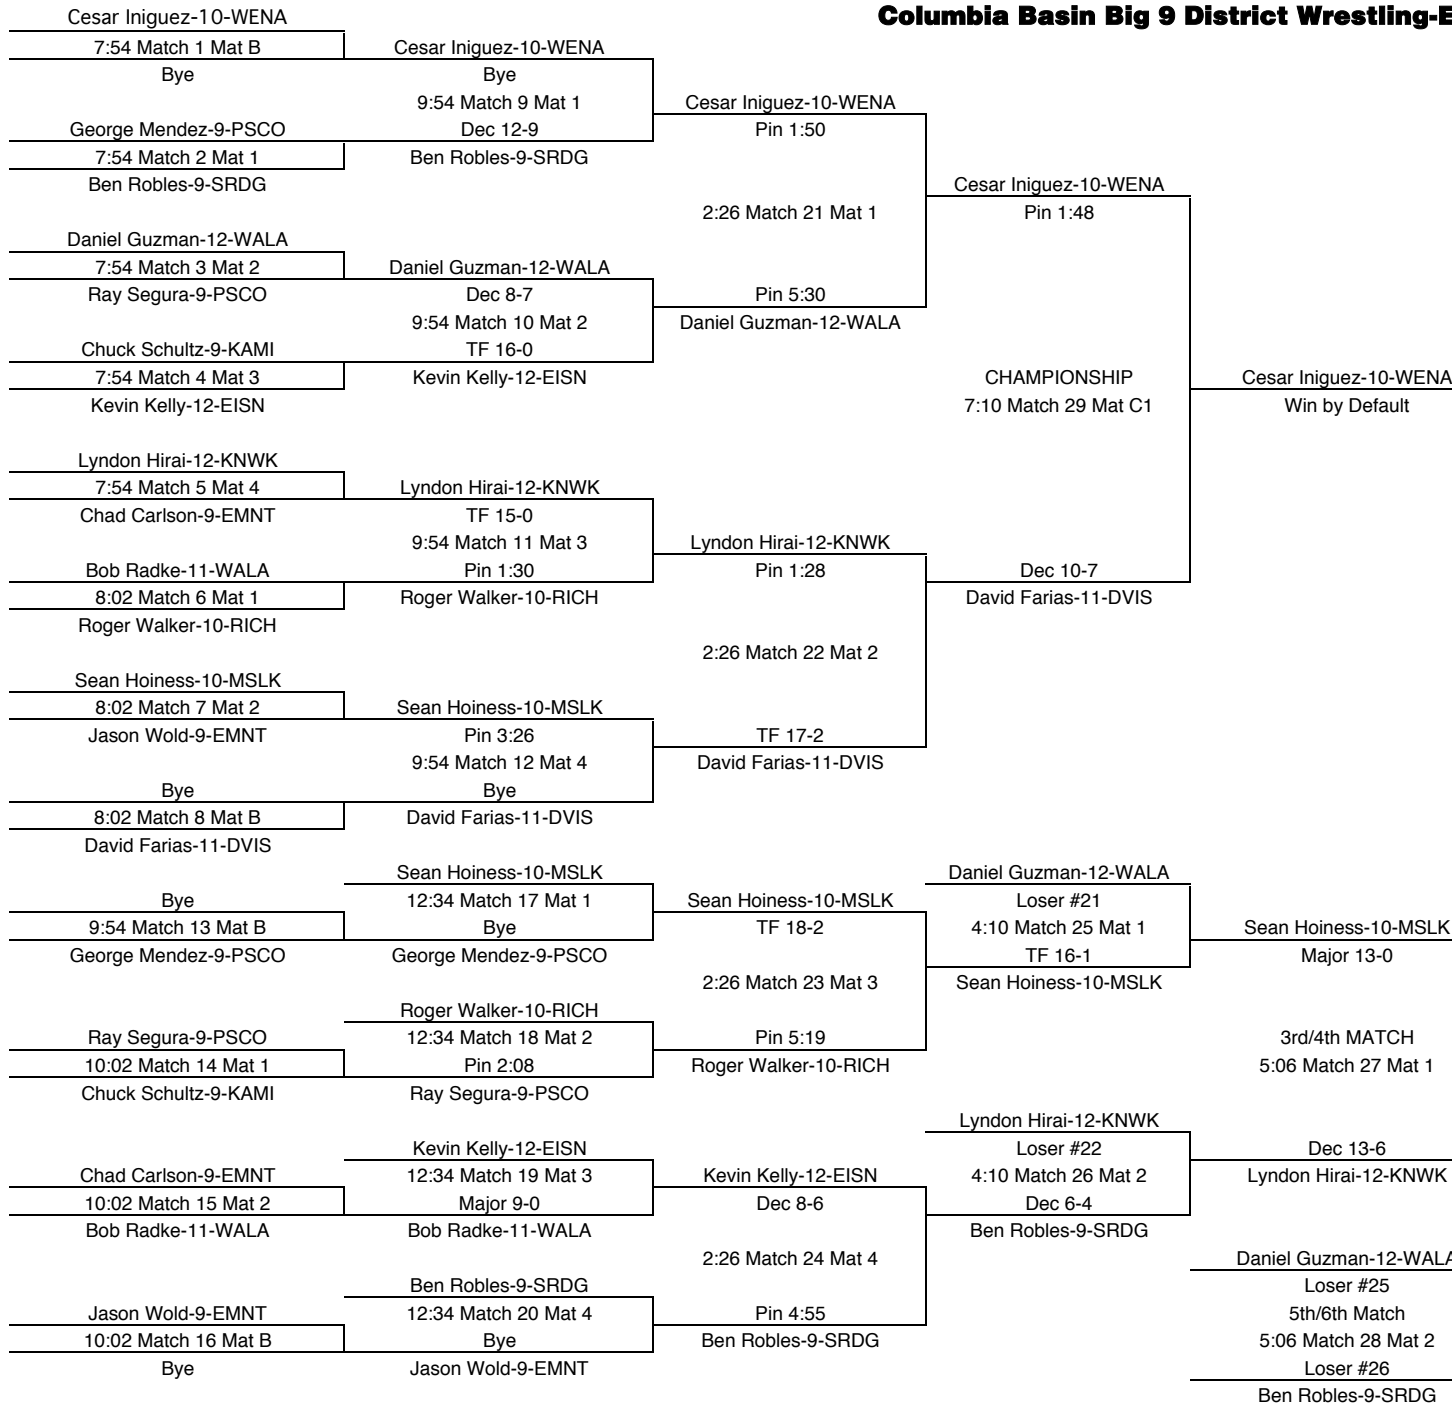 Columbia Basin Big 9 District Wrestling-E
Cesar Iniguez-10-WENA
7:54 Match 1 Mat B
Bye
George Mendez-9-PSCO
7:54 Match 2 Mat 1
Ben Robles-9-SRDG
Daniel Guzman-12-WALA
7:54 Match 3 Mat 2
Ray Segura-9-PSCO
Chuck Schultz-9-KAMI
7:54 Match 4 Mat 3
Kevin Kelly-12-EISN
Lyndon Hirai-12-KNWK
7:54 Match 5 Mat 4
Chad Carlson-9-EMNT
Bob Radke-11-WALA
8:02 Match 6 Mat 1
Roger Walker-10-RICH
Sean Hoiness-10-MSLK
8:02 Match 7 Mat 2
Jason Wold-9-EMNT
Bye
8:02 Match 8 Mat B
David Farias-11-DVIS
Cesar Iniguez-10-WENA
Bye
9:54 Match 9 Mat 1
Dec 12-9
Ben Robles-9-SRDG
Daniel Guzman-12-WALA
Dec 8-7
9:54 Match 10 Mat 2
TF 16-0
Kevin Kelly-12-EISN
Lyndon Hirai-12-KNWK
TF 15-0
9:54 Match 11 Mat 3
Pin 1:30
Roger Walker-10-RICH
Sean Hoiness-10-MSLK
Pin 3:26
9:54 Match 12 Mat 4
Bye
David Farias-11-DVIS
Cesar Iniguez-10-WENA
Pin 1:50
2:26 Match 21 Mat 1
Pin 5:30
Daniel Guzman-12-WALA
Lyndon Hirai-12-KNWK
Pin 1:28
2:26 Match 22 Mat 2
TF 17-2
David Farias-11-DVIS
Cesar Iniguez-10-WENA
Pin 1:48
CHAMPIONSHIP
7:10 Match 29 Mat C1
Dec 10-7
David Farias-11-DVIS
Cesar Iniguez-10-WENA
Win by Default
Bye
9:54 Match 13 Mat B
George Mendez-9-PSCO
Ray Segura-9-PSCO
10:02 Match 14 Mat 1
Chuck Schultz-9-KAMI
Chad Carlson-9-EMNT
10:02 Match 15 Mat 2
Bob Radke-11-WALA
Jason Wold-9-EMNT
10:02 Match 16 Mat B
Bye
Sean Hoiness-10-MSLK
12:34 Match 17 Mat 1
Bye
George Mendez-9-PSCO
Roger Walker-10-RICH
12:34 Match 18 Mat 2
Pin 2:08
Ray Segura-9-PSCO
Kevin Kelly-12-EISN
12:34 Match 19 Mat 3
Major 9-0
Bob Radke-11-WALA
Ben Robles-9-SRDG
12:34 Match 20 Mat 4
Bye
Jason Wold-9-EMNT
Sean Hoiness-10-MSLK
TF 18-2
2:26 Match 23 Mat 3
Pin 5:19
Roger Walker-10-RICH
Kevin Kelly-12-EISN
Dec 8-6
2:26 Match 24 Mat 4
Pin 4:55
Ben Robles-9-SRDG
Daniel Guzman-12-WALA
Loser #21
4:10 Match 25 Mat 1
TF 16-1
Sean Hoiness-10-MSLK
Lyndon Hirai-12-KNWK
Loser #22
4:10 Match 26 Mat 2
Dec 6-4
Ben Robles-9-SRDG
Sean Hoiness-10-MSLK
Major 13-0
3rd/4th MATCH
5:06 Match 27 Mat 1
Dec 13-6
Lyndon Hirai-12-KNWK
Daniel Guzman-12-WALA
Loser #25
5th/6th Match
5:06 Match 28 Mat 2
Loser #26
Ben Robles-9-SRDG